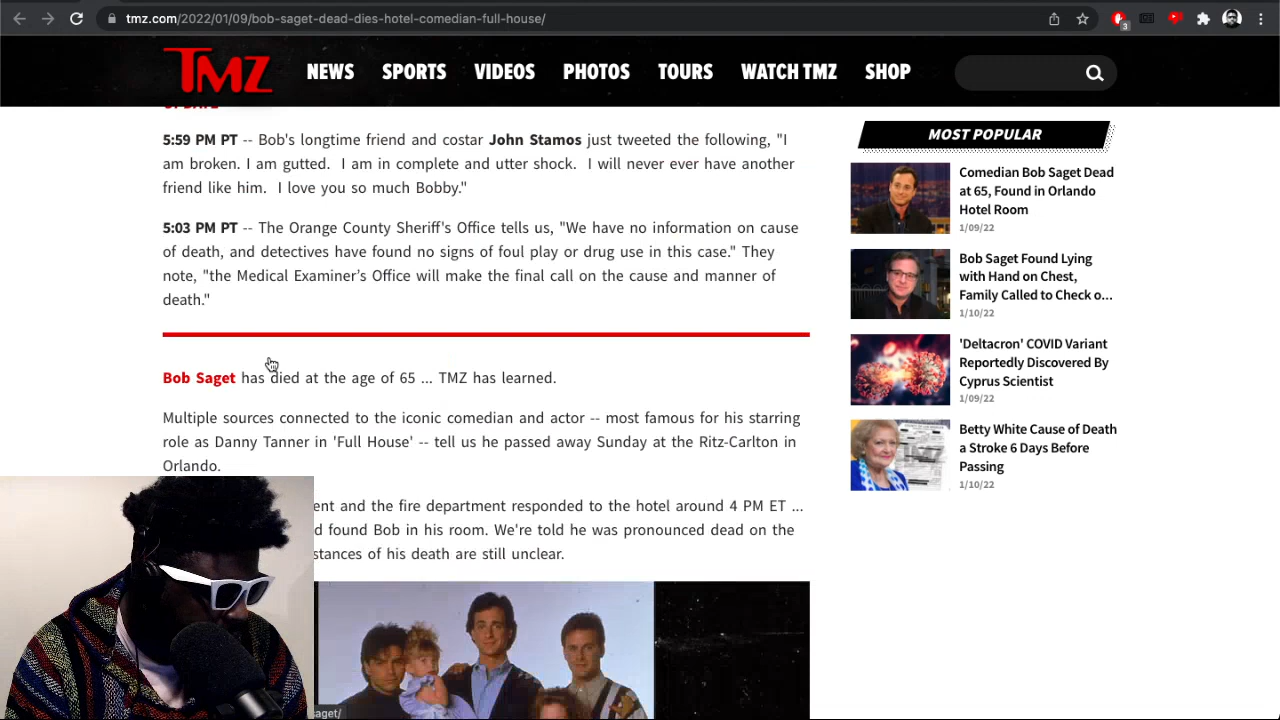 tmz.com/2022/01/09/bob-saget-dead-dies-hotel-comedian-full-house/
3
TMZ
NEWS SPORTS VIDEOS PHOTOS TOURS WATCH TMZ SHOP
UPDATE
5:59 PM PT -- Bob's longtime friend and costar John Stamos just tweeted the following, "I
am broken. I am gutted. I am in complete and utter shock. I will never ever have another
friend like him. I love you so much Bobby."
5:03 PM PT -- The Orange County Sheriff's Office tells us, "We have no information on cause
of death, and detectives have found no signs of foul play or drug use in this case." They
note, "the Medical Examiner’s Office will make the final call on the cause and manner of
death."
Bob Saget has died at the age of 65 ... TMZ has learned.
Multiple sources connected to the iconic comedian and actor -- most famous for his starring
role as Danny Tanner in 'Full House' -- tell us he passed away Sunday at the Ritz-Carlton in
Orlando.
ent and the fire department responded to the hotel around 4 PM ET ...
d found Bob in his room. We're told he was pronounced dead on the
stances of his death are still unclear.
saget/
MOST POPULAR
Comedian Bob Saget Dead
at 65, Found in Orlando
Hotel Room
1/09/22
Bob Saget Found Lying
with Hand on Chest,
Family Called to Check o...
1/10/22
'Deltacron' COVID Variant
Reportedly Discovered By
Cyprus Scientist
1/09/22
Betty White Cause of Death
a Stroke 6 Days Before
Passing
1/10/22